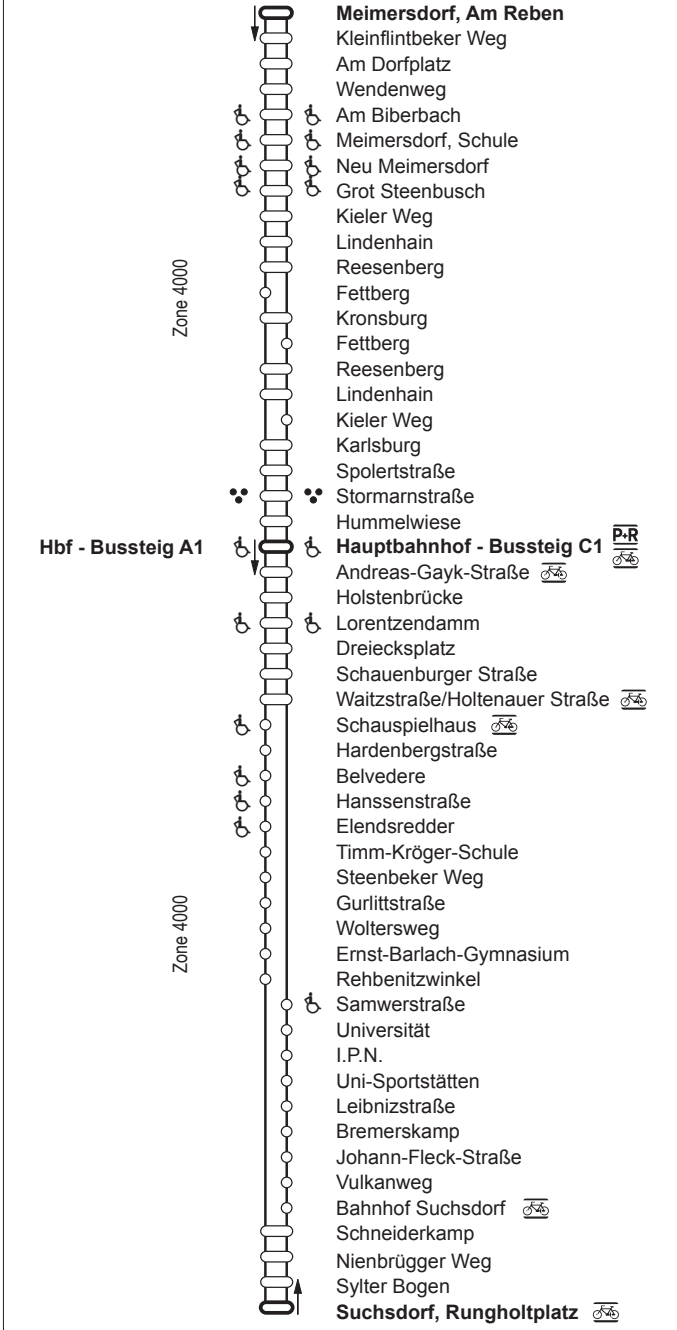 Meimersdorf, Am Reben
Kleinflintbeker Weg
Am Dorfplatz
Wendenweg
Am Biberbach
Meimersdorf, Schule
Neu Meimersdorf
Grot Steenbusch
Kieler Weg
Lindenhain
Reesenberg
Zone 4000
Fettberg
Kronsburg
Fettberg
Reesenberg
Lindenhain
Kieler Weg
Karlsburg
Spolertstraße
Stormarnstraße
Hummelwiese
Hbf - Bussteig A1 Hauptbahnhof - Bussteig C1 P+R
Andreas-Gayk-Straße
Holstenbrücke
Lorentzendamm
Dreiecksplatz
Schauenburger Straße
Waitzstraße/Holtenauer Straße
Schauspielhaus
Hardenbergstraße
Belvedere
Hanssenstraße
Elendsredder
Timm-Kröger-Schule
Steenbeker Weg
Gurlittstraße
Zone 4000
Woltersweg
Ernst-Barlach-Gymnasium
Rehbenitzwinkel
Samwerstraße
Universität
I.P.N.
Uni-Sportstätten
Leibnizstraße
Bremerskamp
Johann-Fleck-Straße
Vulkanweg
Bahnhof Suchsdorf
Schneiderkamp
Nienbrügger Weg
Sylter Bogen
Suchsdorf, Rungholtplatz